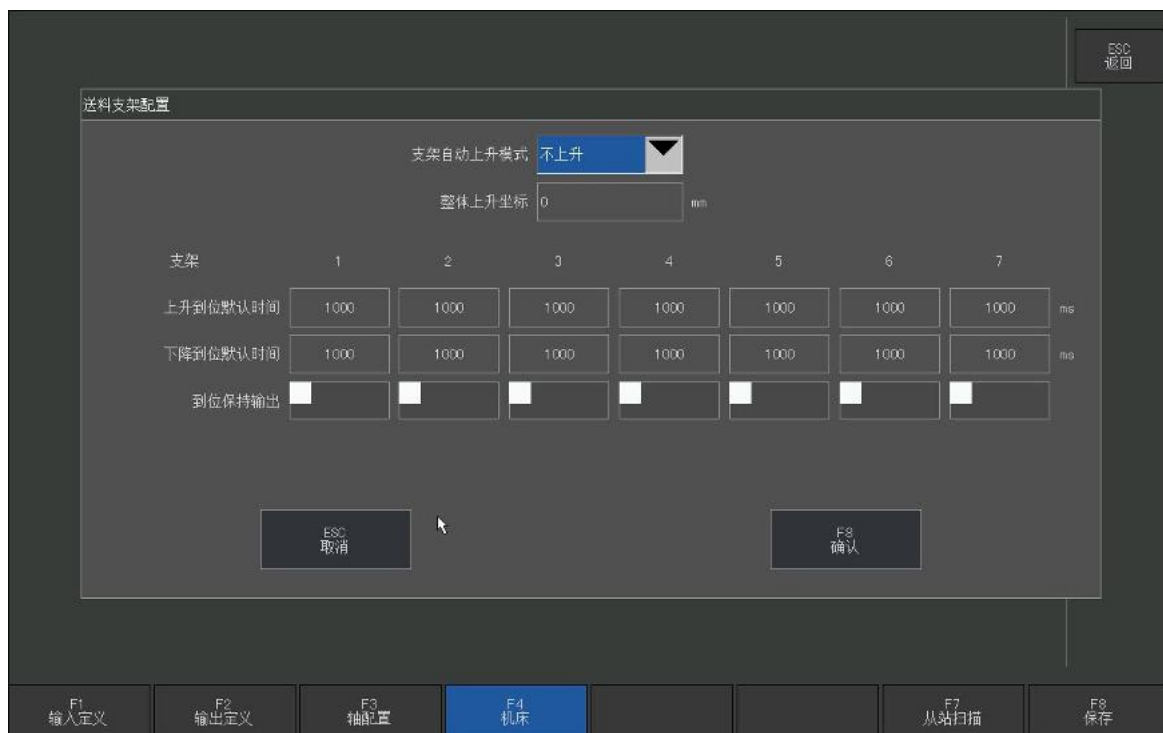 ESC
返回
送料支架配置
支架自动上升模式 不上升
整体上升坐标 0 mm
支架 1 2 3 4 5 6 7
上升到位默认时间 1000 1000 1000 1000 1000 1000 1000 ms
下降到位默认时间 1000 1000 1000 1000 1000 1000 1000 ms
到位保持输出
ESC
取消
F8
确认
F1
输入定义
F2
输出定义
F3
轴配置
F4
机床
F7
从站扫描
F8
保存